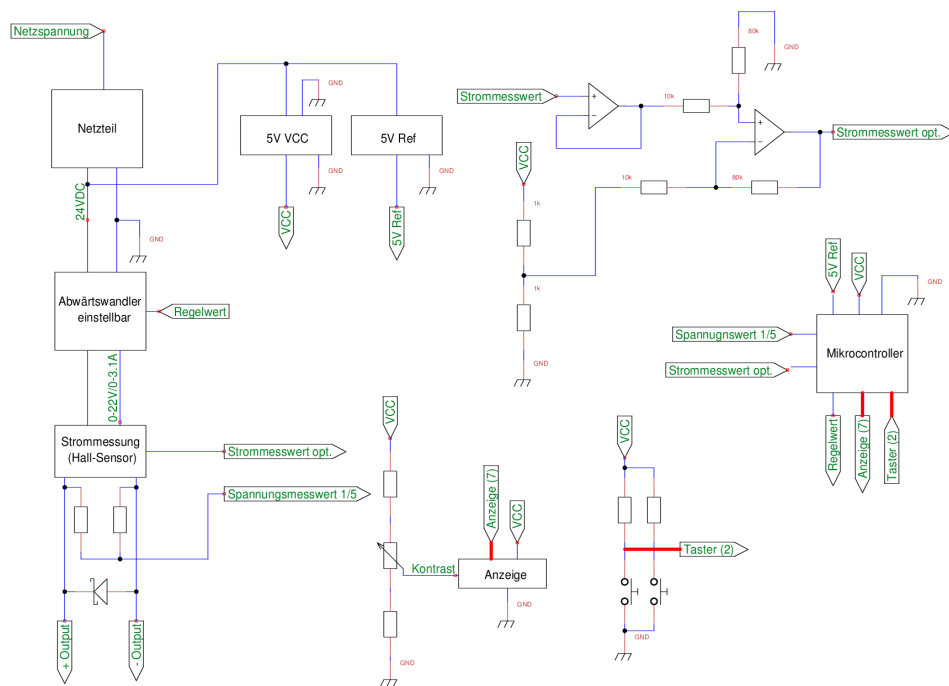 Netzspannung
Netzteil
24VDC
GND
5V VCC
GND
GND
VCC
5V Ref
GND
5V Ref
Abwärtswandler
einstellbar
Regelwert
0-22V/0-3.1A
Strommessung
(Hall-Sensor)
Strommesswert opt.
Spannungsmesswert 1/5
+ Output
- Output
Strommesswert
+
−
10k
80k
GND
+
−
Strommesswert opt.
10k
80k
VCC
1k
1k
GND
5V Ref
VCC
GND
Spannugnswert 1/5
Strommesswert opt.
Mikrocontroller
Regelwert
Anzeige (7)
Taster (2)
VCC
Kontrast
GND
Anzeige (7)
VCC
Anzeige
GND
VCC
Taster (2)
GND